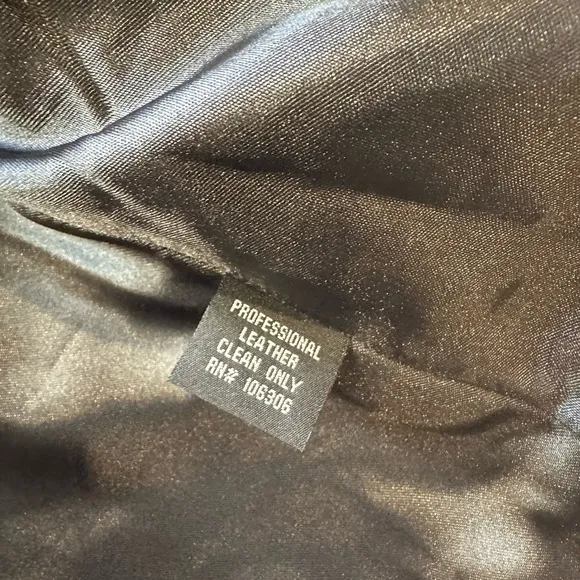 PROFESSIONAL
LEATHER
CLEAN ONLY
RN# 106306